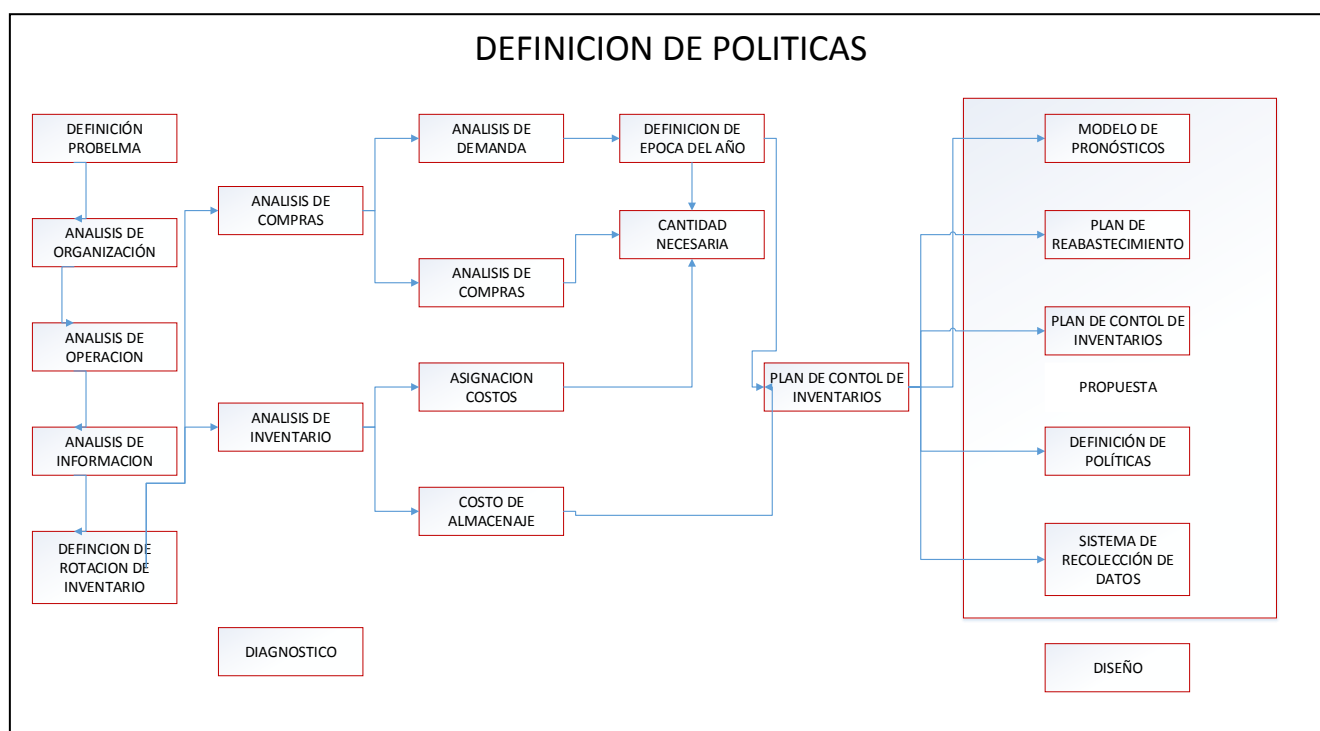 DEFINICION DE POLITICAS
DEFINICIÓN
PROBELMA
ANALISIS DE
ORGANIZACIÓN
ANALISIS DE
OPERACION
ANALISIS DE
INFORMACION
DEFINCION DE
ROTACION DE
INVENTARIO
ANALISIS DE
COMPRAS
ANALISIS DE
INVENTARIO
DIAGNOSTICO
ANALISIS DE
DEMANDA
ANALISIS DE
COMPRAS
ASIGNACION
COSTOS
COSTO DE
ALMACENAJE
DEFINICION DE
EPOCA DEL AÑO
CANTIDAD
NECESARIA
PLAN DE CONTOL DE
INVENTARIOS
MODELO DE
PRONÓSTICOS
PLAN DE
REABASTECIMIENTO
PLAN DE CONTOL DE
INVENTARIOS
PROPUESTA
DEFINICIÓN DE
POLÍTICAS
SISTEMA DE
RECOLECCIÓN DE
DATOS
DISEÑO